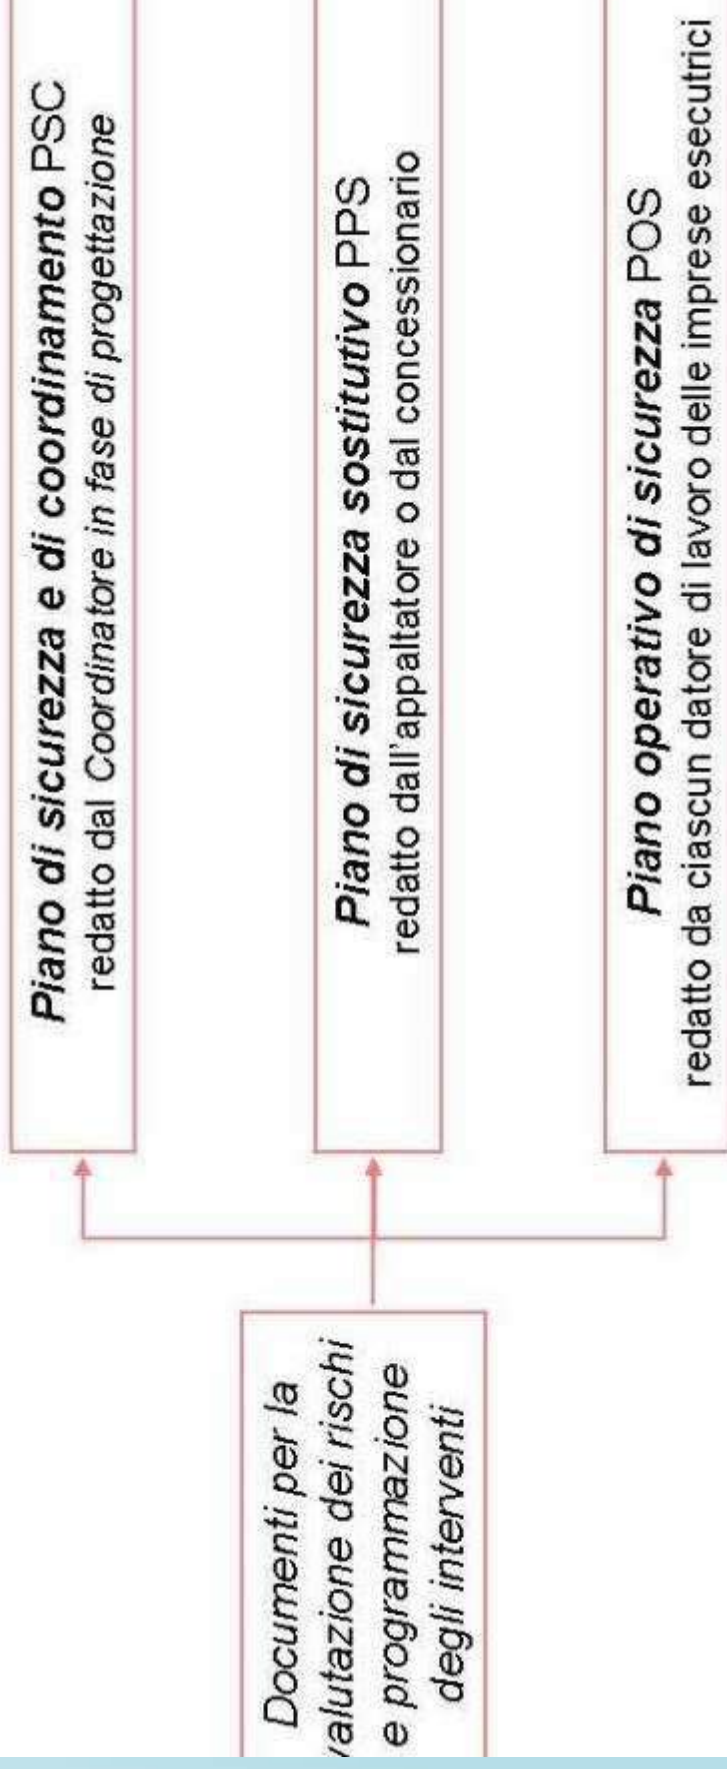 Documenti per la
valutazione dei rischi
e programmazione
degli interventi
Piano di sicurezza e di coordinamento PSC
redatto dal Coordinatore in fase di progettazione
Piano di sicurezza sostitutivo PPS
redatto dall'appaltatore o dal concessionario
Piano operativo di sicurezza POS
redatto da ciascun datore di lavoro delle imprese esecutrici